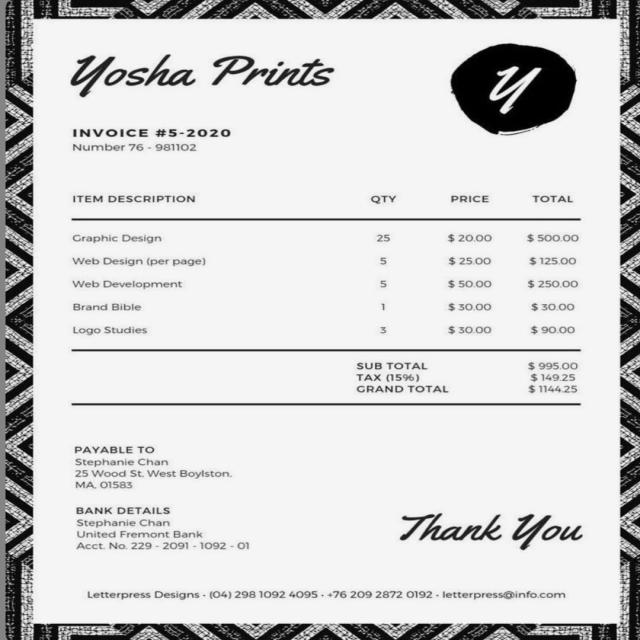 Yosha Prints
Y
INVOICE #5-2020
Number 76 - 981102
ITEM DESCRIPTION QTY PRICE TOTAL
Graphic Design 25 $ 20.00 $ 500.00
Web Design (per page) 5 $ 25.00 $ 125.00
Web Development 5 $ 50.00 $ 250.00
Brand Bible 1 $ 30.00 $ 30.00
Logo Studies 3 $ 30.00 $ 90.00
SUB TOTAL $ 995.00
TAX (15%) $ 149.25
GRAND TOTAL $ 1144.25
PAYABLE TO
Stephanie Chan
25 Wood St, West Boylston,
MA, 01583
BANK DETAILS
Stephanie Chan
United Fremont Bank
Acct. No. 229 - 2091 - 1092 - 01
Thank You
Letterpress Designs · (04) 298 1092 4095 · +76 209 2872 0192 · letterpress@info.com